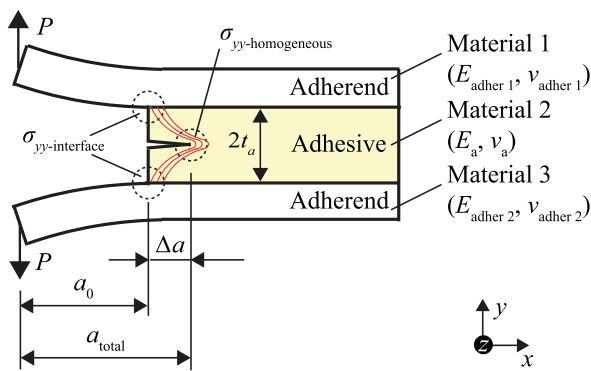 P
σyy-homogeneous
Material 1
(Eadher 1, νadher 1)
Adherend
Material 2
(Ea, νa)
σyy-interface
2ta
Adhesive
Material 3
(Eadher 2, νadher 2)
Adherend
P
Δa
a0
atotal
y
z
x